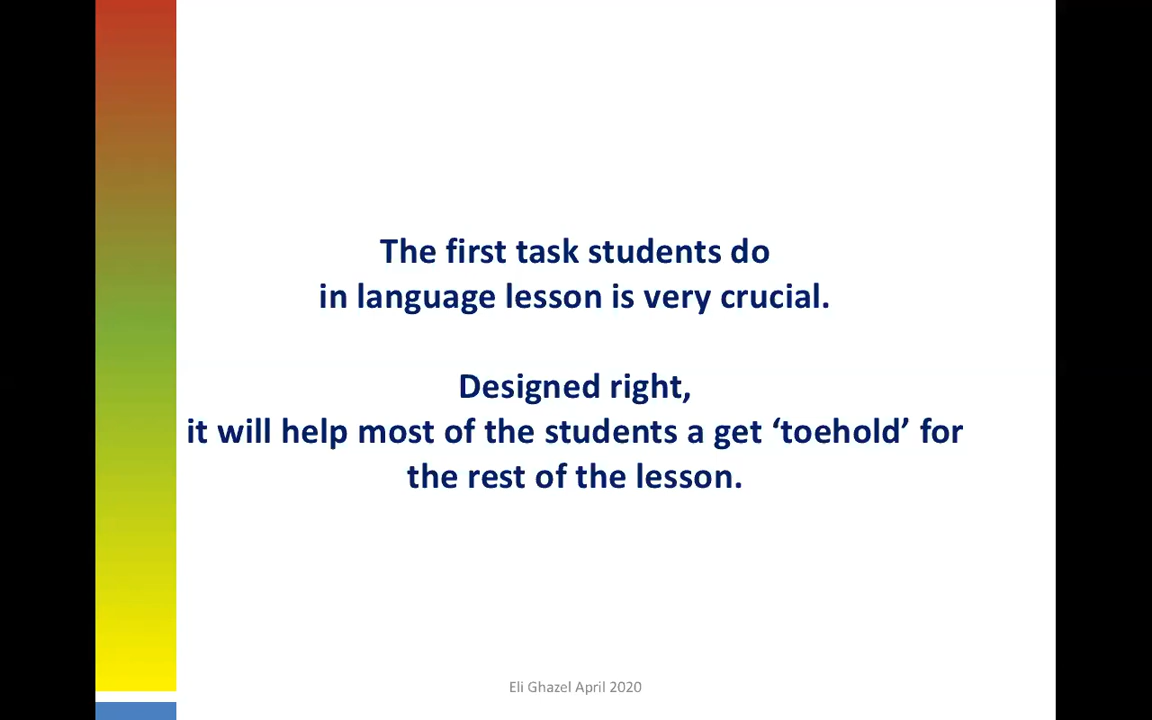 The first task students do
in language lesson is very crucial.
Designed right,
it will help most of the students a get ‘toehold’ for
the rest of the lesson.
Eli Ghazel April 2020